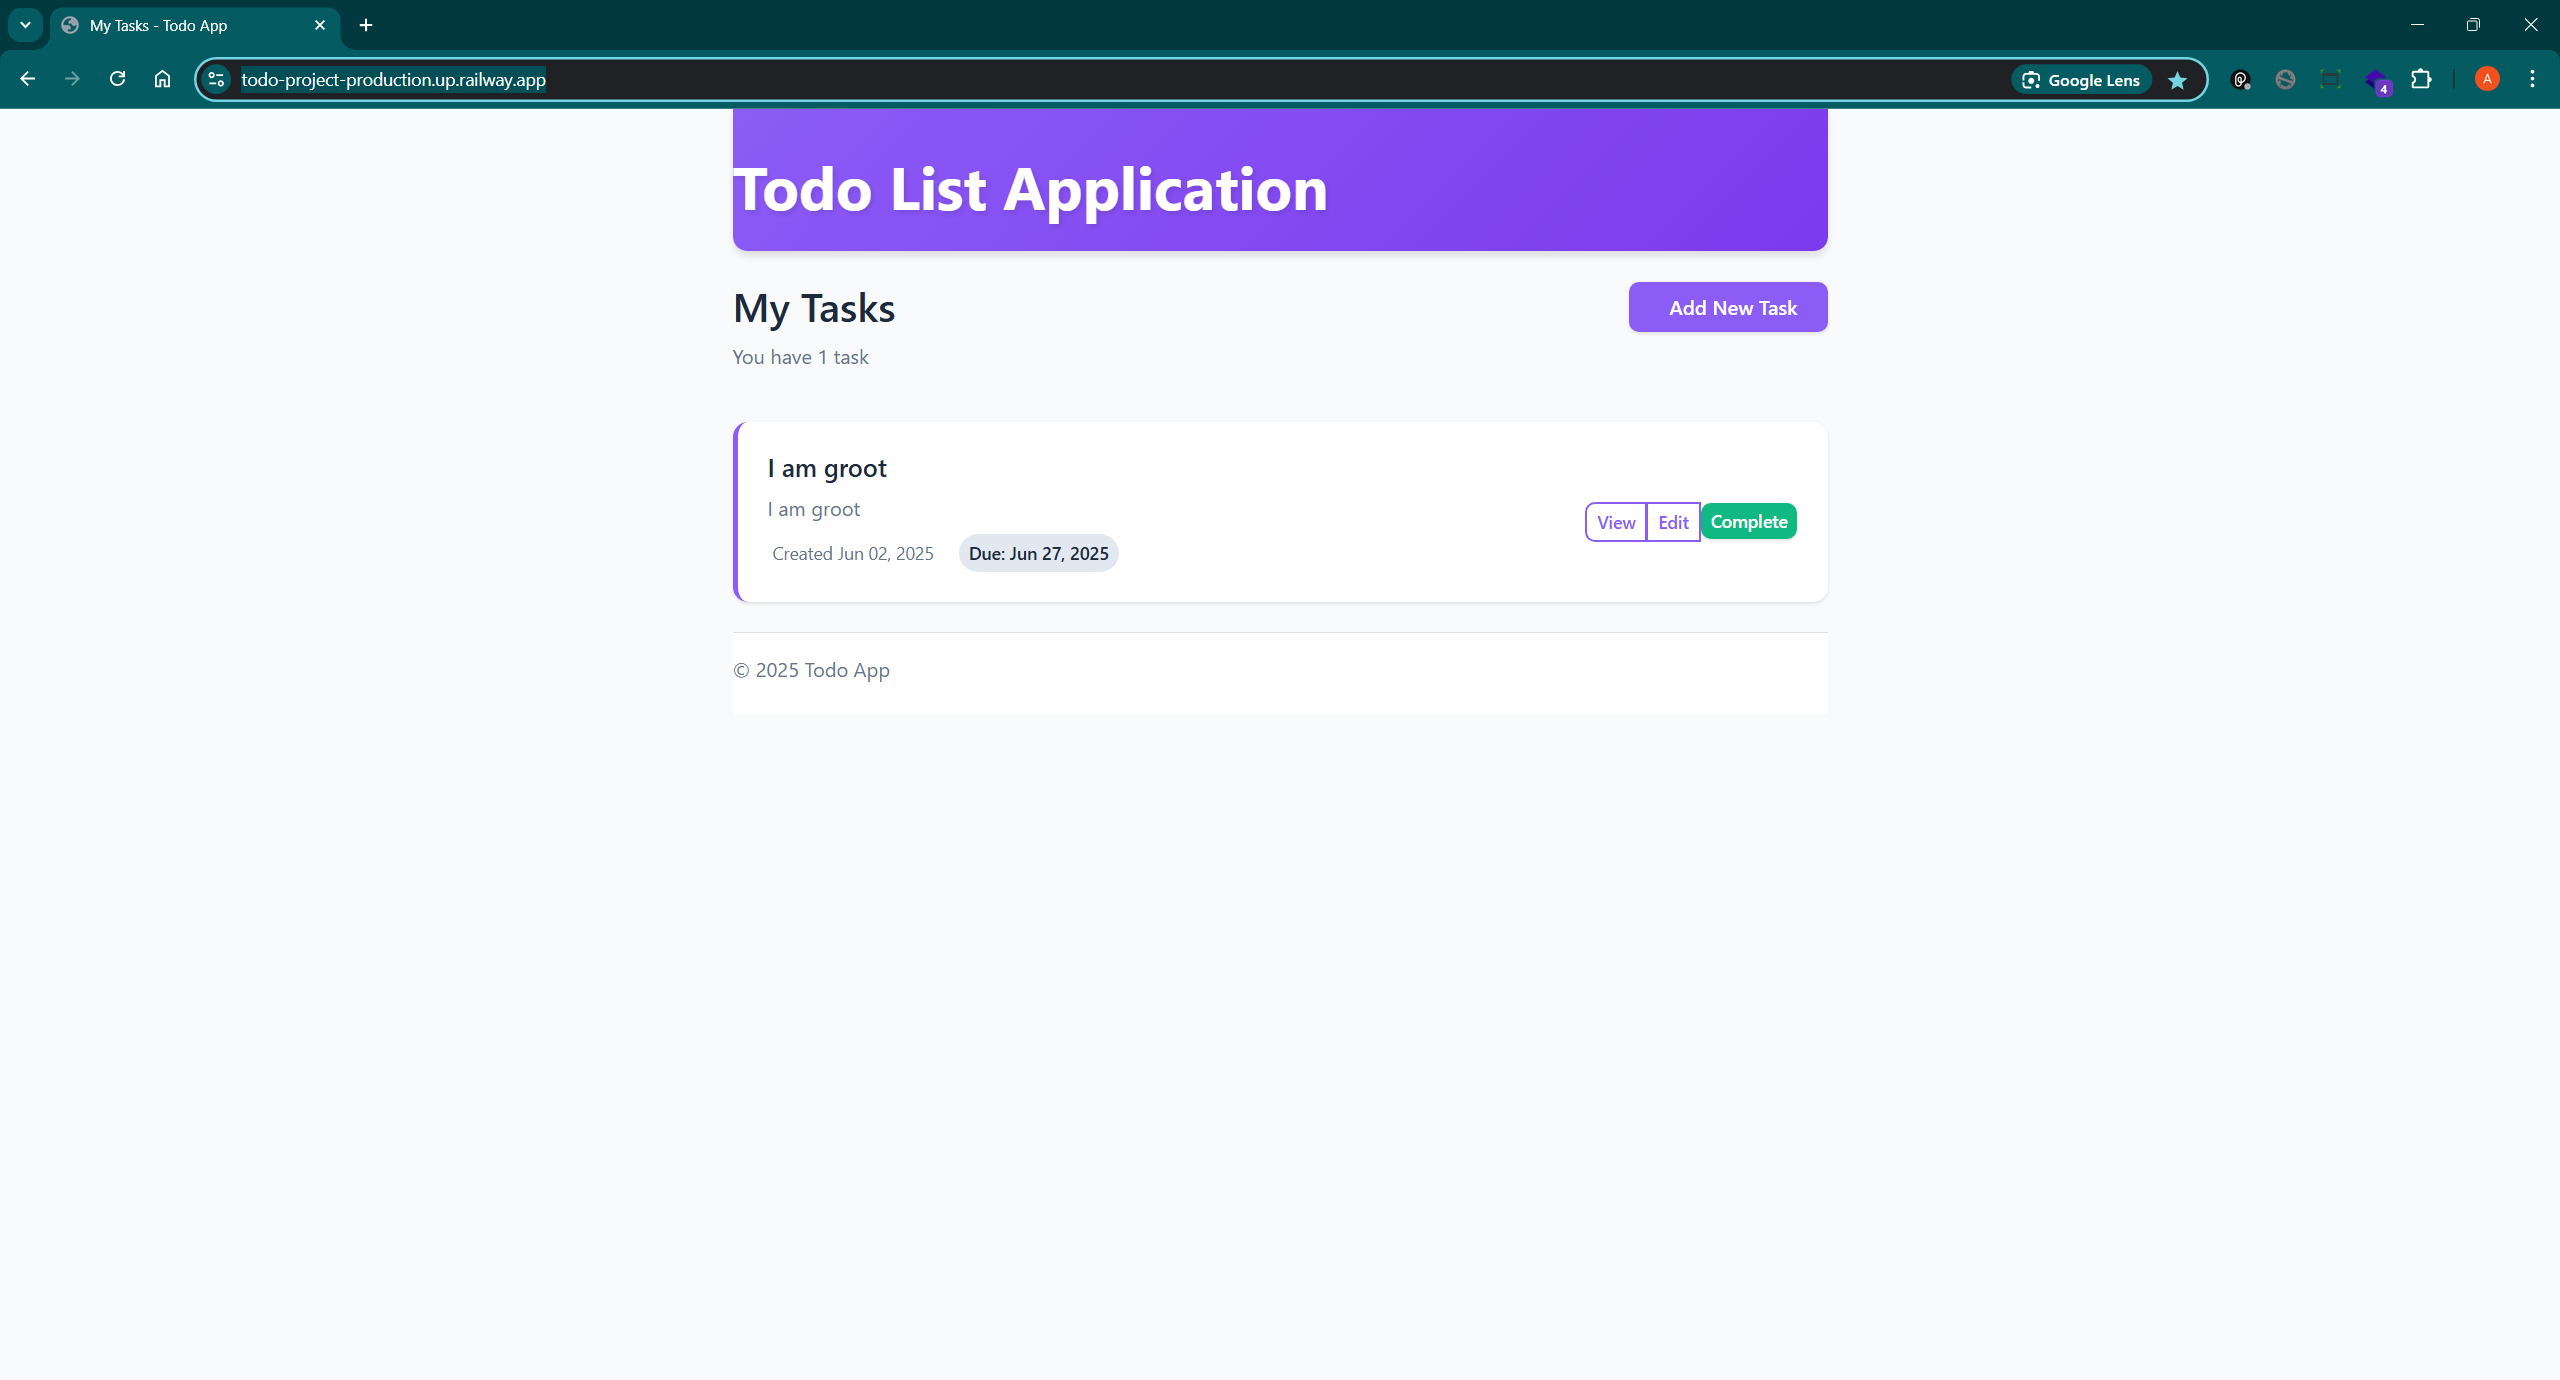 My Tasks - Todo App
todo-project-production.up.railway.app
Google Lens
4
A
Todo List Application
My Tasks
Add New Task
You have 1 task
I am groot
I am groot
View
Edit
Complete
Created Jun 02, 2025
Due: Jun 27, 2025
© 2025 Todo App